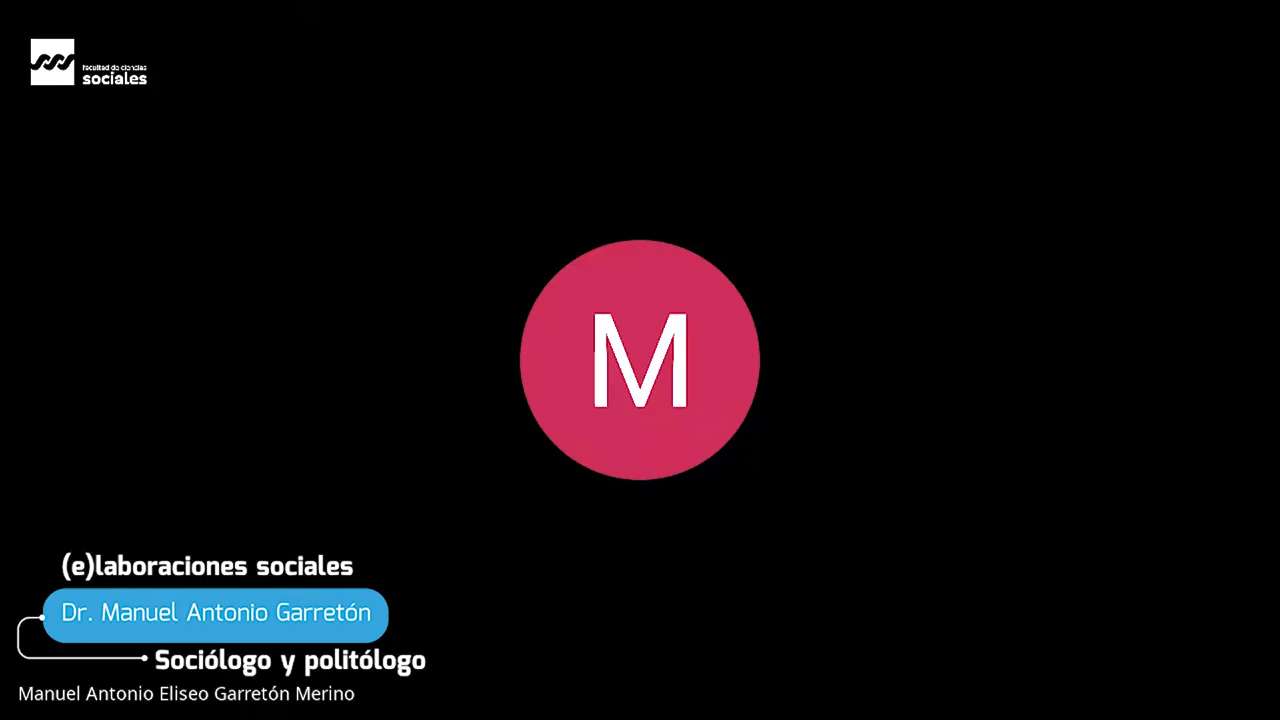 facultad de ciencias
sociales
M
(e)laboraciones sociales
Dr. Manuel Antonio Garretón
Sociólogo y politólogo
Manuel Antonio Eliseo Garretón Merino